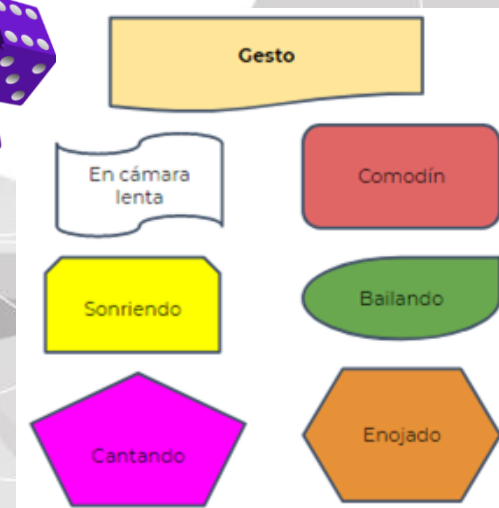 Gesto
En cámara
lenta
Comodín
Sonriendo
Bailando
Cantando
Enojado